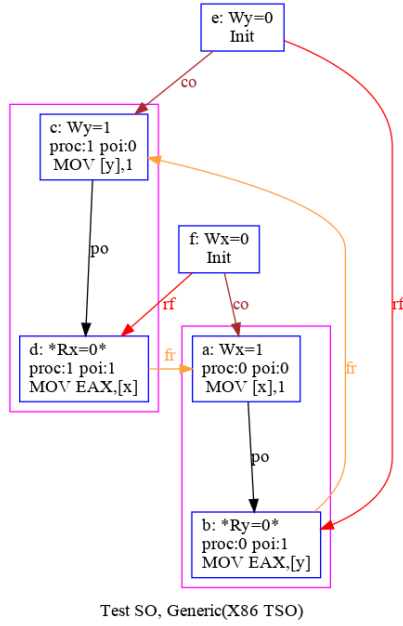 e: Wy=0
Init
co
c: Wy=1
proc:1 poi:0
MOV [y],1
po
f: Wx=0
Init
rf
co
rf
fr
d: *Rx=0*
proc:1 poi:1
MOV EAX,[x]
fr
a: Wx=1
proc:0 poi:0
MOV [x],1
po
b: *Ry=0*
proc:0 poi:1
MOV EAX,[y]
Test SO, Generic(X86 TSO)